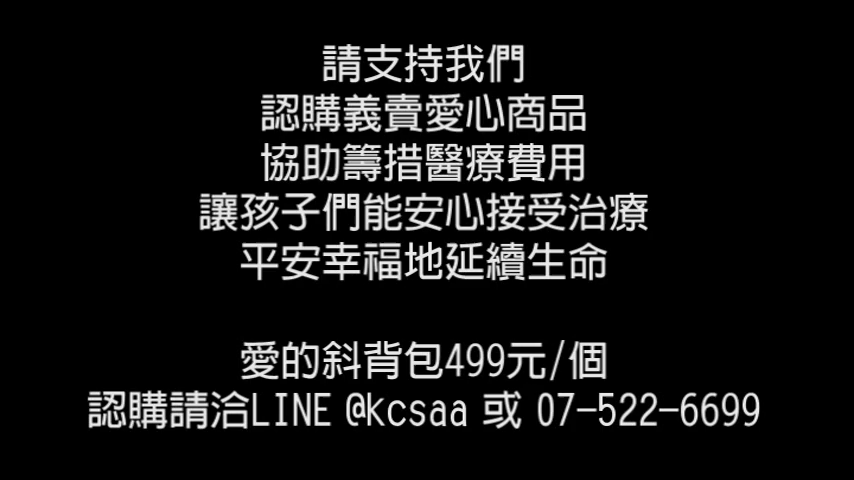 請支持我們
認購義賣愛心商品
協助籌措醫療費用
讓孩子們能安心接受治療
平安幸福地延續生命
愛的斜背包499元/個
認購請洽LINE @kcsaa 或 07-522-6699